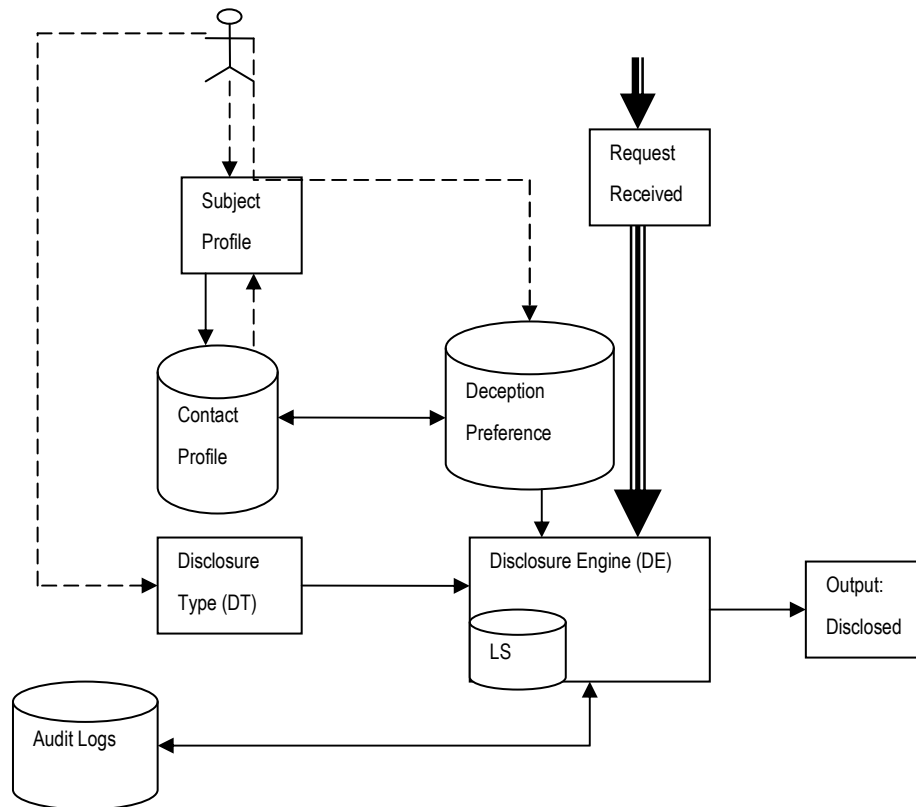 Request
Received
Subject
Profile
Deception
Preference
Contact
Profile
Disclosure
Type (DT)
Disclosure Engine (DE)
LS
Output:
Disclosed
Audit Logs